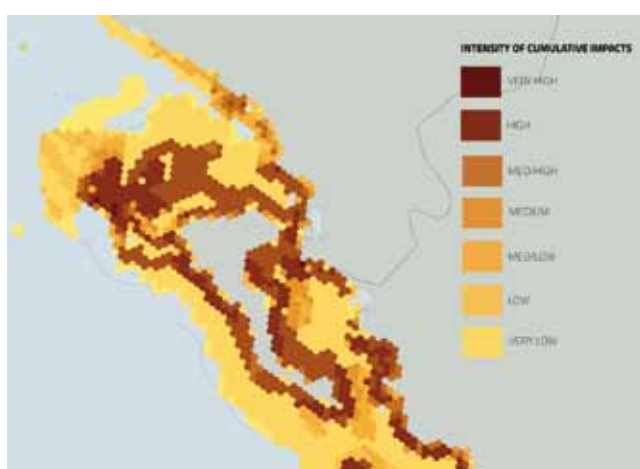 INTENSITY OF CUMULATIVE IMPACTS
VERY HIGH
HIGH
MED/HIGH
MEDIUM
MED/LOW
LOW
VERY LOW